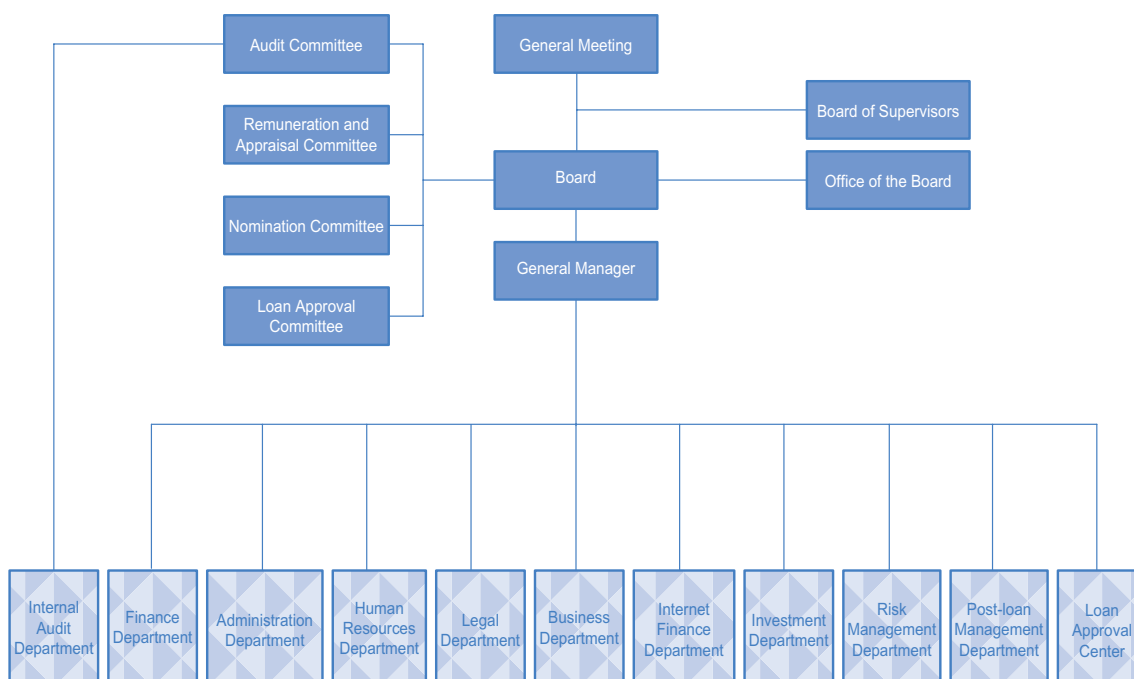 Audit Committee
General Meeting
Board of Supervisors
Remuneration and
Appraisal Committee
Board
Office of the Board
Nomination Committee
General Manager
Loan Approval
Committee
Internal
Audit
Department
Finance
Department
Administration
Department
Human
Resources
Department
Legal
Department
Business
Department
Internet
Finance
Department
Investment
Department
Risk
Management
Department
Post-loan
Management
Department
Loan
Approval
Center